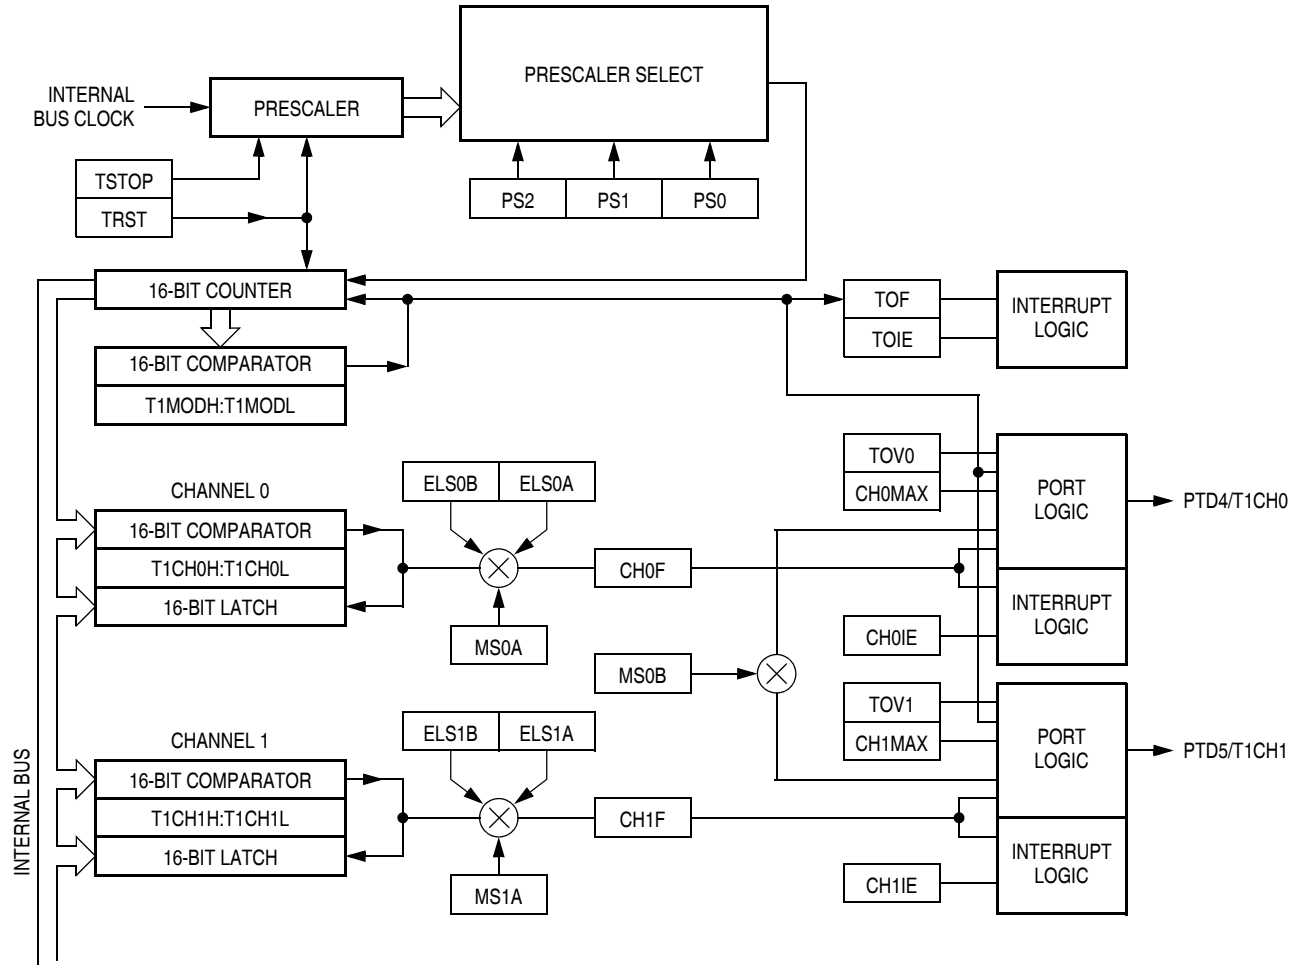 PRESCALER SELECT
INTERNAL
BUS CLOCK
PRESCALER
TSTOP
TRST
PS2
PS1
PS0
16-BIT COUNTER
TOF
TOIE
INTERRUPT
LOGIC
16-BIT COMPARATOR
T1MODH:T1MODL
TOV0
CH0MAX
PORT
LOGIC
PTD4/T1CH0
ELS0B
ELS0A
CHANNEL 0
16-BIT COMPARATOR
T1CH0H:T1CH0L
16-BIT LATCH
CH0F
MS0A
INTERRUPT
LOGIC
CH0IE
MS0B
TOV1
CH1MAX
PORT
LOGIC
PTD5/T1CH1
ELS1B
ELS1A
CHANNEL 1
16-BIT COMPARATOR
T1CH1H:T1CH1L
16-BIT LATCH
CH1F
MS1A
INTERRUPT
LOGIC
CH1IE
INTERNAL BUS